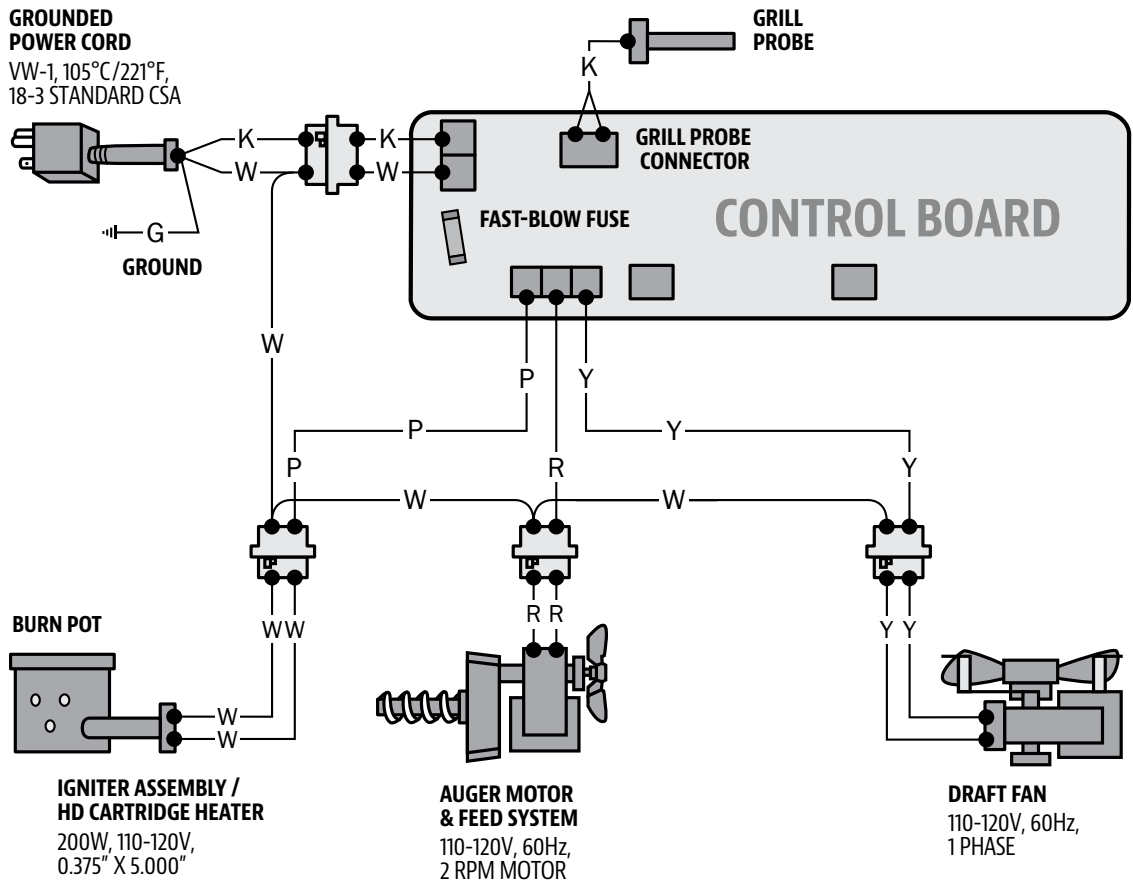 GROUNDED
POWER CORD
VW-1, 105°C/221°F,
18-3 STANDARD CSA
GRILL
PROBE
K
K
K
W
W
GRILL PROBE
CONNECTOR
FAST-BLOW FUSE
CONTROL BOARD
G
GROUND
W
P
Y
P
Y
P
R
Y
W
W
BURN POT
WW
R R
Y Y
W
W
IGNITER ASSEMBLY /
HD CARTRIDGE HEATER
200W, 110-120V,
0.375” X 5.000”
AUGER MOTOR
& FEED SYSTEM
110-120V, 60Hz,
2 RPM MOTOR
DRAFT FAN
110-120V, 60Hz,
1 PHASE